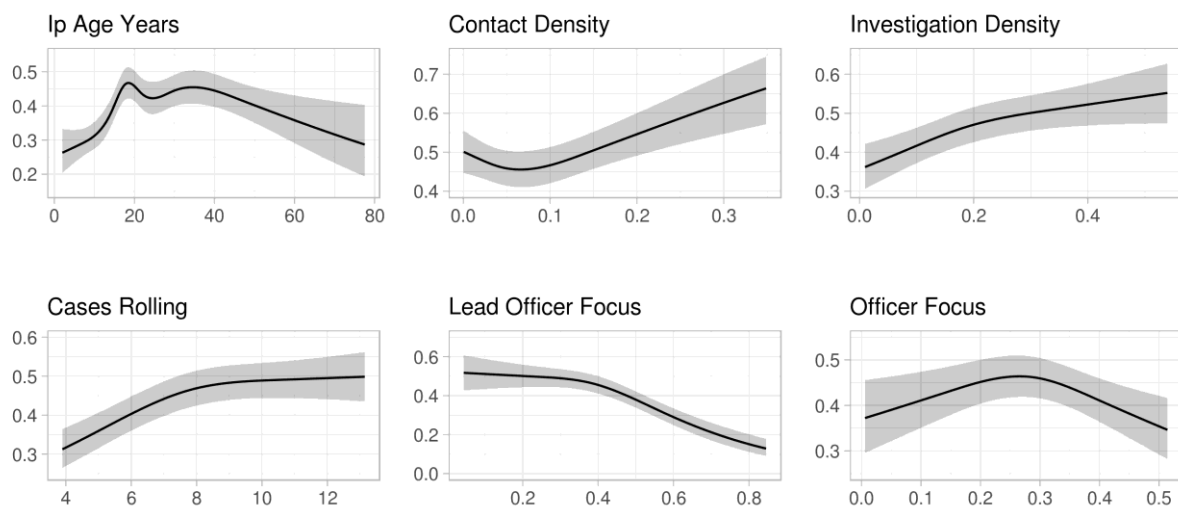 Ip Age Years
Contact Density
Investigation Density
0.5
0.4
0.3
0.2
0 20 40 60 80
0.7
0.6
0.5
0.4
0.0 0.1 0.2 0.3
0.6
0.5
0.4
0.3
0.0 0.2 0.4
Cases Rolling
Lead Officer Focus
Officer Focus
0.6
0.5
0.4
0.3
4 6 8 10 12
0.6
0.4
0.2
0.0
0.2 0.4 0.6 0.8
0.5
0.4
0.3
0.0 0.1 0.2 0.3 0.4 0.5